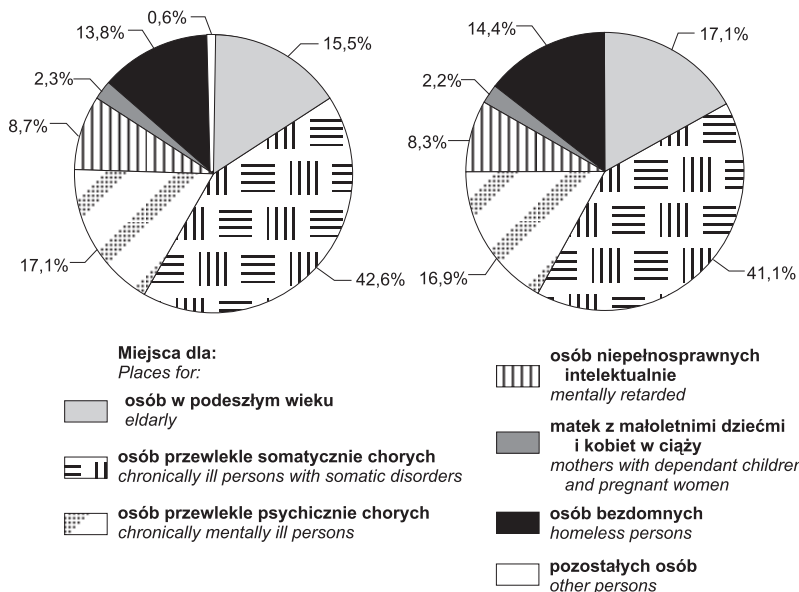 0,6%
13,8%
15,5%
2,3%
8,7%
17,1%
42,6%
14,4%
17,1%
2,2%
8,3%
16,9%
41,1%
Miejsca dla:
Places for:
osób w podeszłym wieku
eldarly
osób przewlekle somatycznie chorych
chronically ill persons with somatic disorders
osób przewlekle psychicznie chorych
chronically mentally ill persons
osób niepełnosprawnych
intelektualnie
mentally retarded
matek z małoletnimi dziećmi
i kobiet w ciąży
mothers with dependant children
and pregnant women
osób bezdomnych
homeless persons
pozostałych osób
other persons